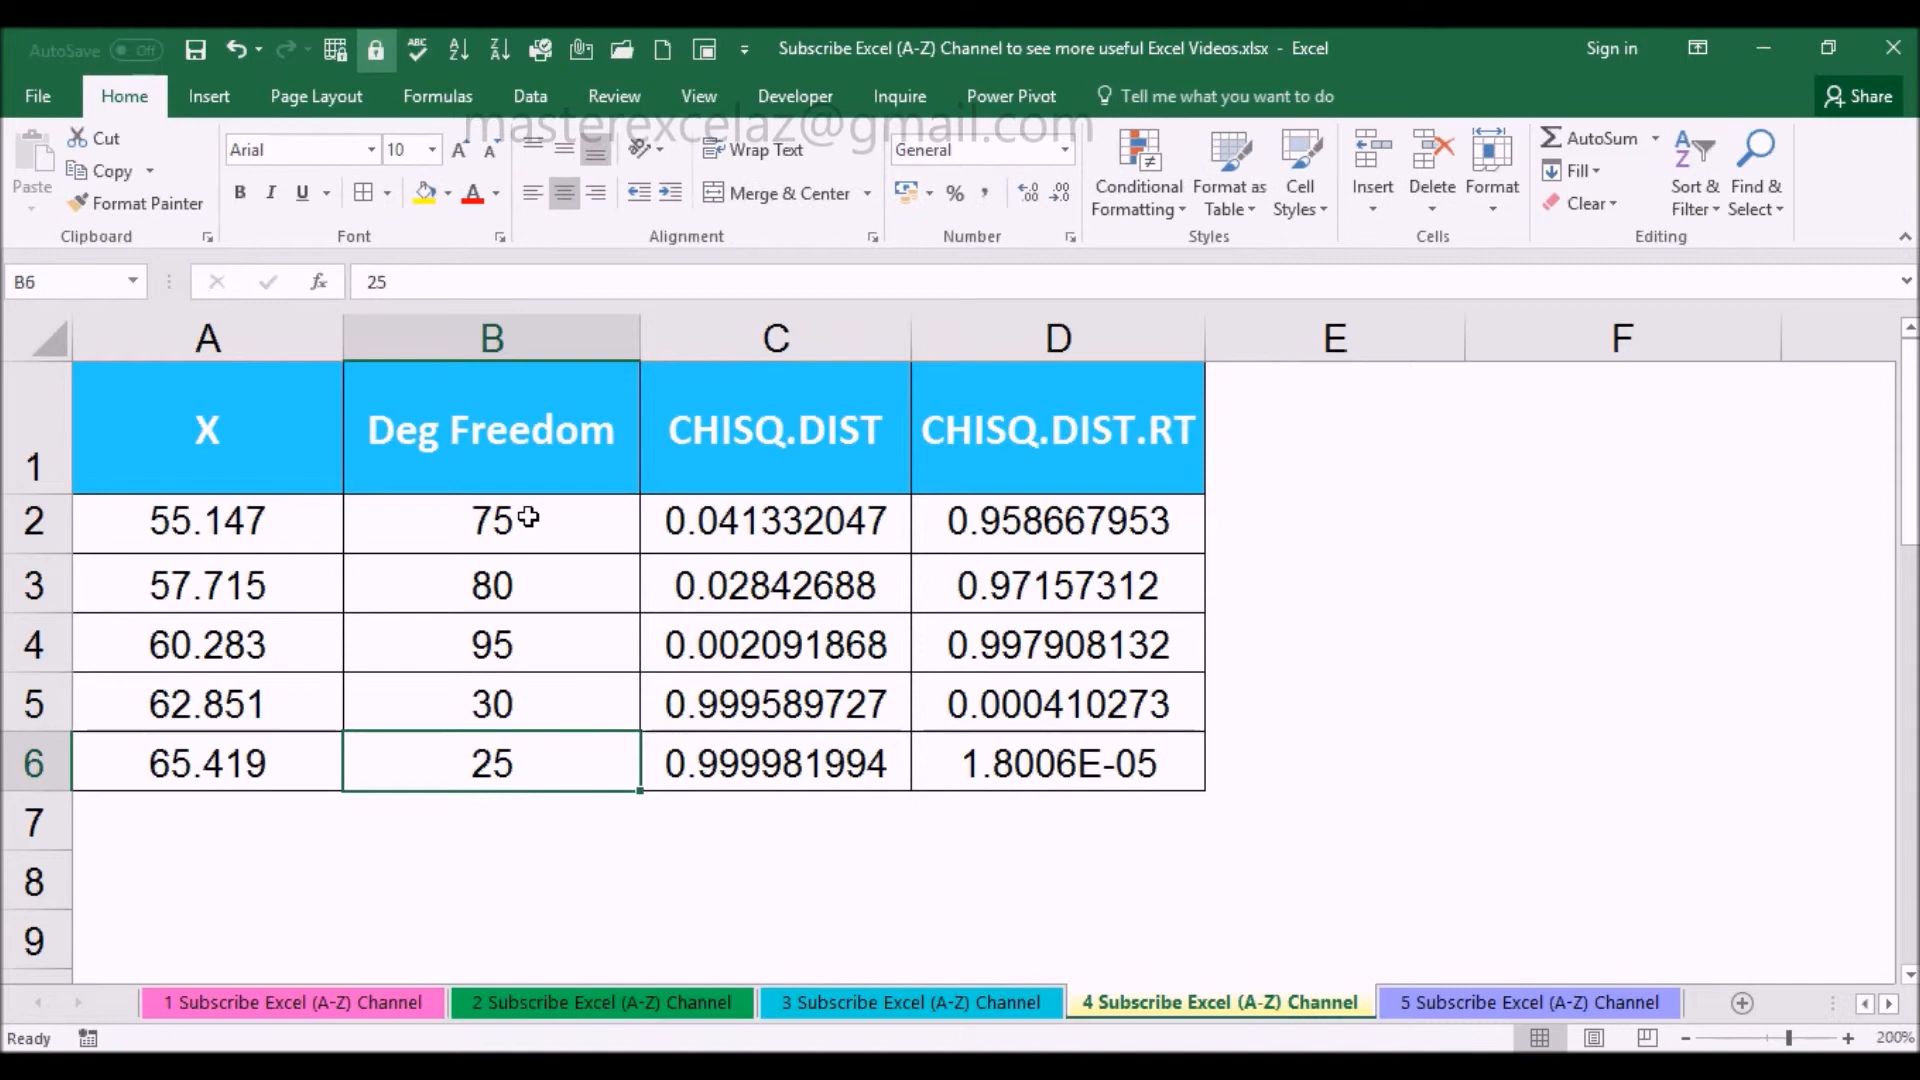 AutoSave Off Subscribe Excel (A-Z) Channel to see more useful Excel Videos.xlsx - Excel Sign in
File Home Insert Page Layout Formulas Data Review View Developer Inquire Power Pivot Tell me what you want to do Share
masterexcelaz@gmail.com
Paste
Cut
Copy
Format Painter
Clipboard
Arial 10
B I U
Font
Wrap Text
Merge & Center
Alignment
General
%
Number
Conditional Formatting
Format as Table
Cell Styles
Styles
Insert
Delete
Format
Cells
AutoSum
Fill
Clear
Sort & Filter
Find & Select
Editing
B6 fx 25
A B C D E F
1 X Deg Freedom CHISQ.DIST CHISQ.DIST.RT
2 55.147 75 0.041332047 0.958667953
3 57.715 80 0.02842688 0.97157312
4 60.283 95 0.002091868 0.997908132
5 62.851 30 0.999589727 0.000410273
6 65.419 25 0.999981994 1.8006E-05
7
8
9
1 Subscribe Excel (A-Z) Channel 2 Subscribe Excel (A-Z) Channel 3 Subscribe Excel (A-Z) Channel 4 Subscribe Excel (A-Z) Channel 5 Subscribe Excel (A-Z) Channel
Ready 200%